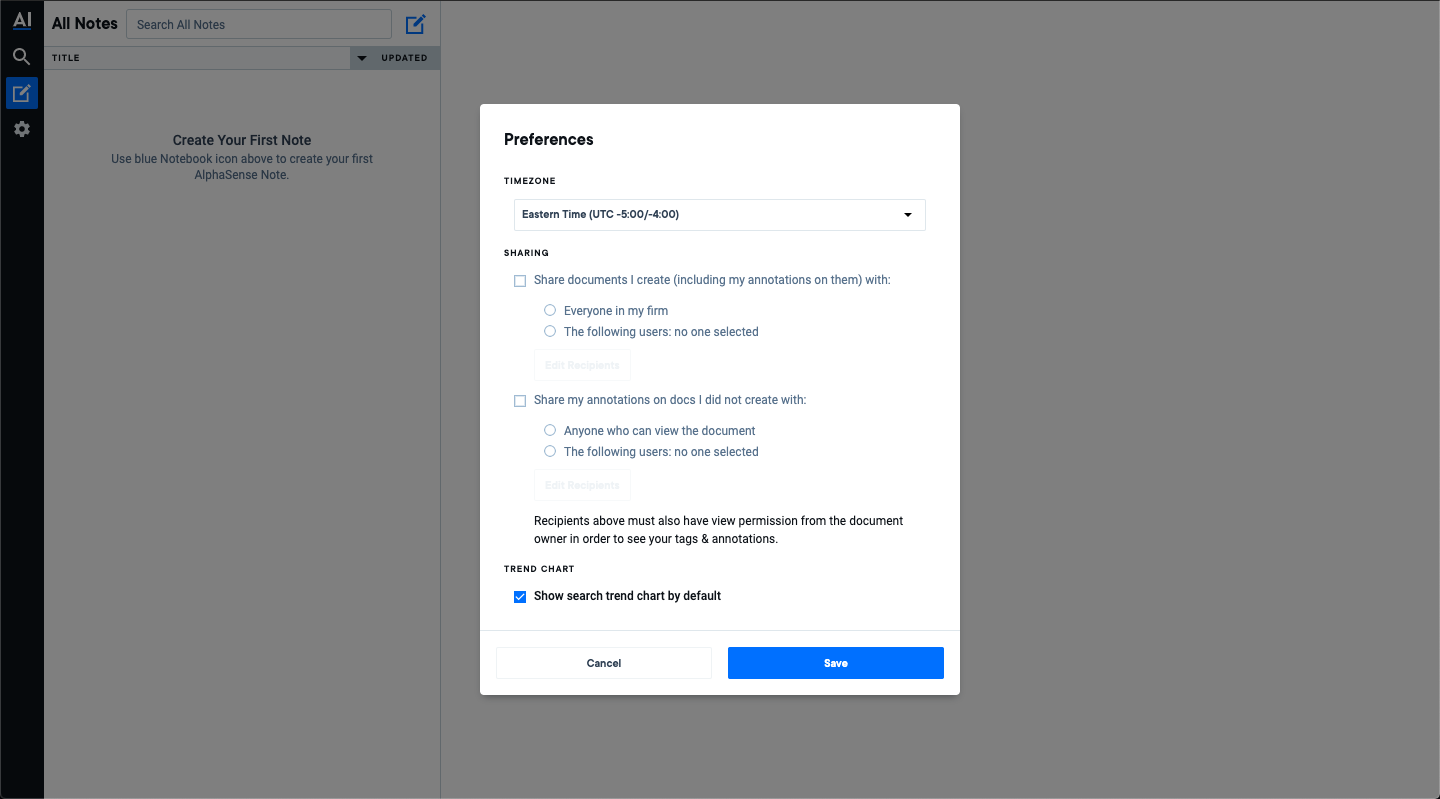 AI
All Notes
Search All Notes
TITLE
UPDATED
Create Your First Note
Use blue Notebook icon above to create your first
AlphaSense Note.
Preferences
TIMEZONE
Eastern Time (UTC -5:00/-4:00)
SHARING
Share documents I create (including my annotations on them) with:
Everyone in my firm
The following users: no one selected
Edit Recipients
Share my annotations on docs I did not create with:
Anyone who can view the document
The following users: no one selected
Edit Recipients
Recipients above must also have view permission from the document
owner in order to see your tags & annotations.
TREND CHART
Show search trend chart by default
Cancel
Save